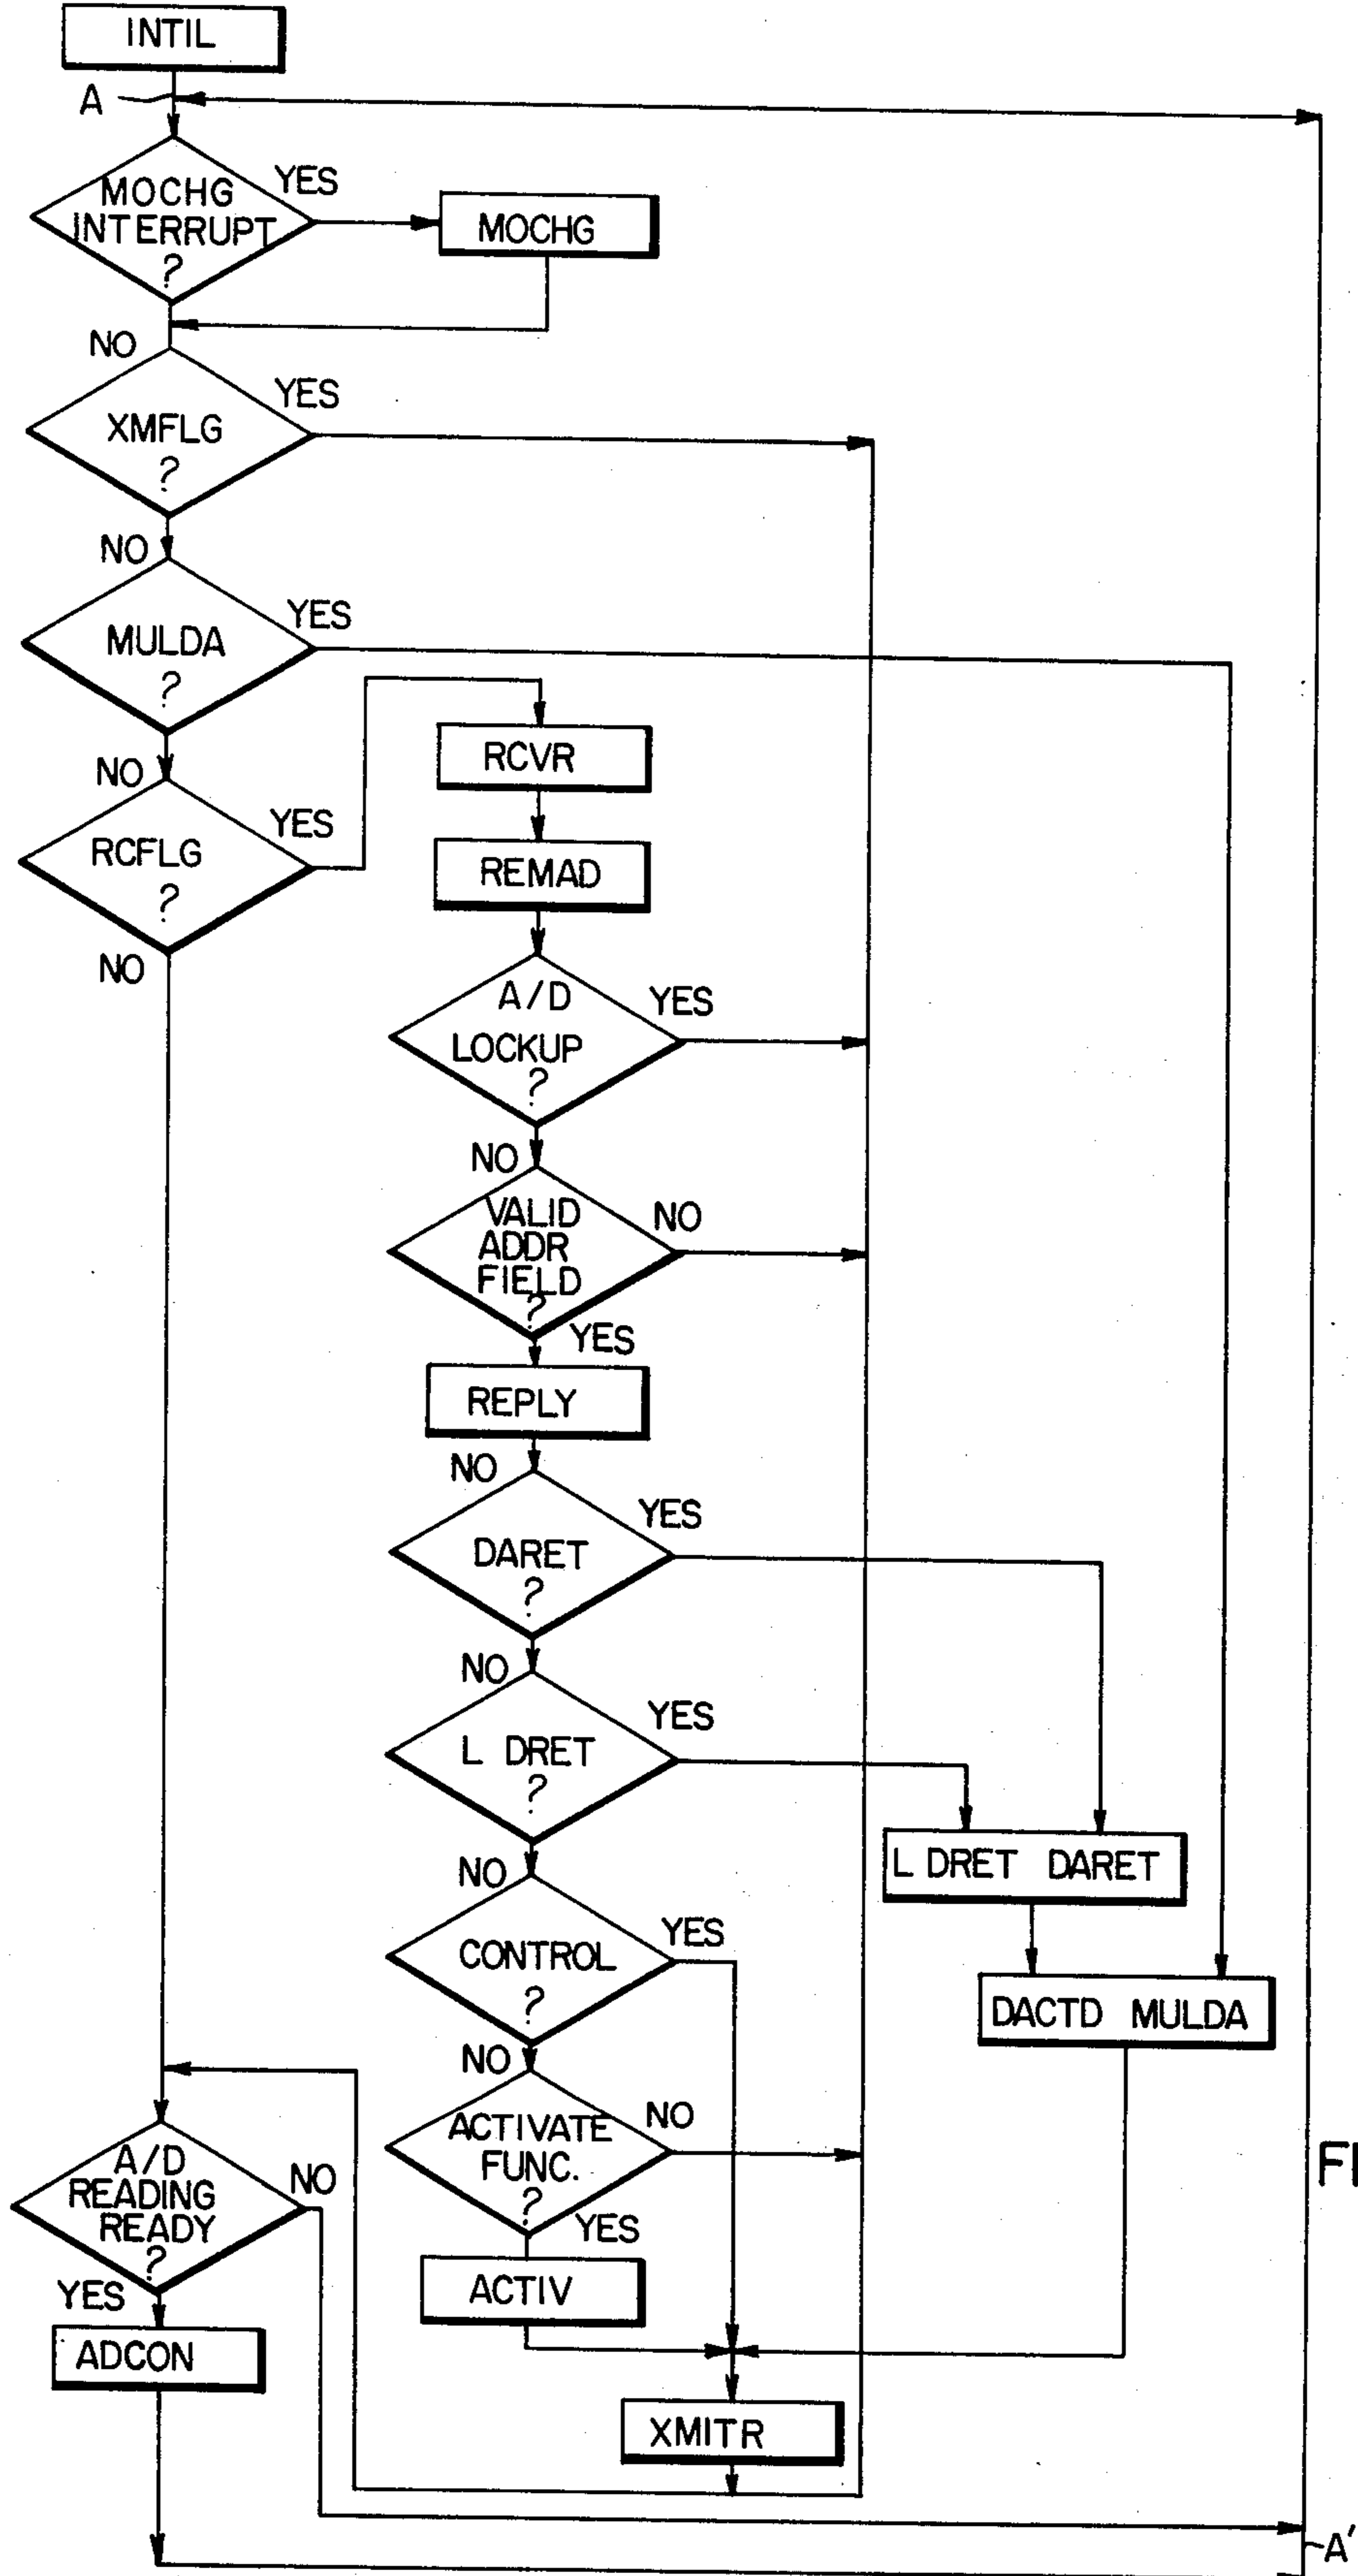 INTIL
A
MOCHG
INTERRUPT
?
YES
MOCHG
NO
XMFLG
?
YES
NO
MULDA
?
YES
NO
RCFLG
?
YES
NO
RCVR
REMAD
A/D
LOCKUP
?
YES
NO
VALID
ADDR
FIELD
?
NO
YES
REPLY
NO
DARET
?
YES
NO
L DRET
?
YES
L DRET DARET
NO
CONTROL
?
YES
DACTD MULDA
NO
ACTIVATE
FUNC.
?
NO
YES
ACTIV
A/D
READING
READY
?
NO
YES
ADCON
XMITR
A'